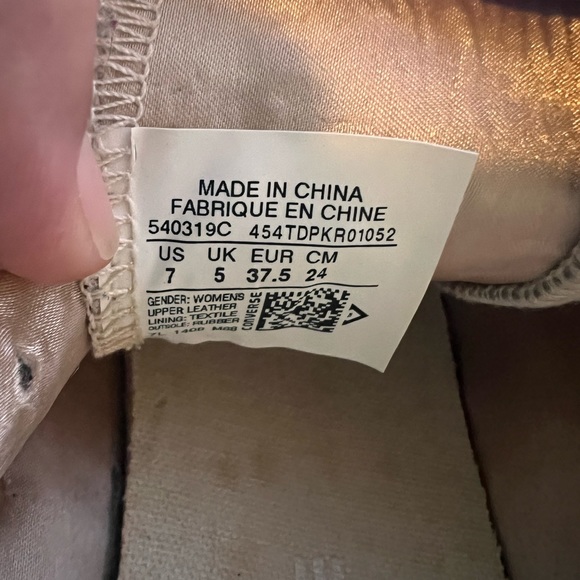 MADE IN CHINA
FABRIQUE EN CHINE
540319C 454TDPKR01052
US UK EUR CM
7 5 37.5 24
GENDER: WOMENS
UPPER LEATHER
LINING: TEXTILE
OUTSOLE: RUBBER
CONVERSE